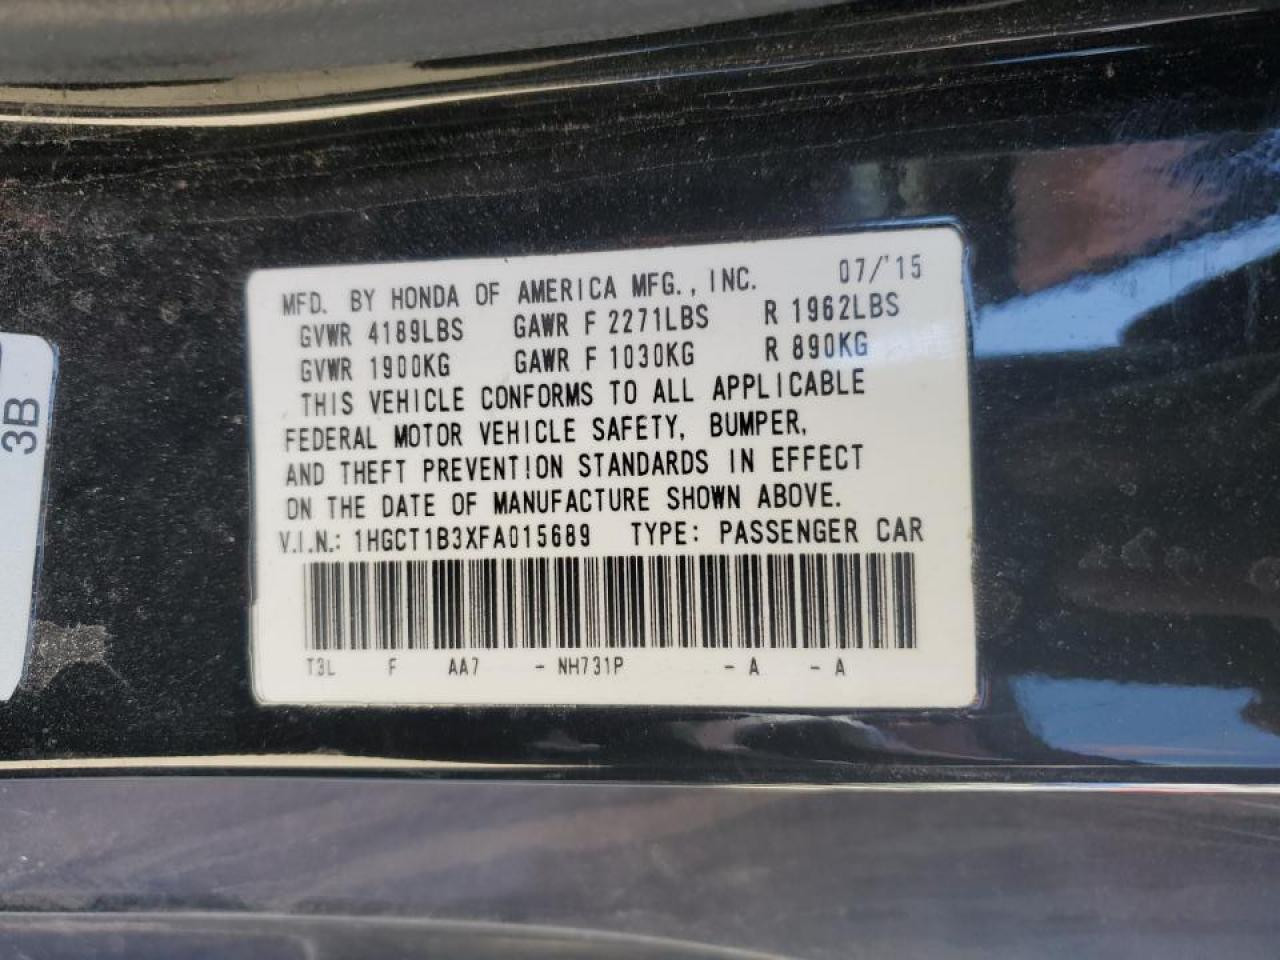 MFD. BY HONDA OF AMERICA MFG., INC. 07/'15
GVWR 4189LBS GAWR F 2271LBS R 1962LBS
GVWR 1900KG GAWR F 1030KG R 890KG
THIS VEHICLE CONFORMS TO ALL APPLICABLE
FEDERAL MOTOR VEHICLE SAFETY, BUMPER,
AND THEFT PREVENTION STANDARDS IN EFFECT
ON THE DATE OF MANUFACTURE SHOWN ABOVE.
V.I.N.: 1HGCT1B3XFA015689 TYPE: PASSENGER CAR
T3L F AA7 - NH731P - A - A
3B